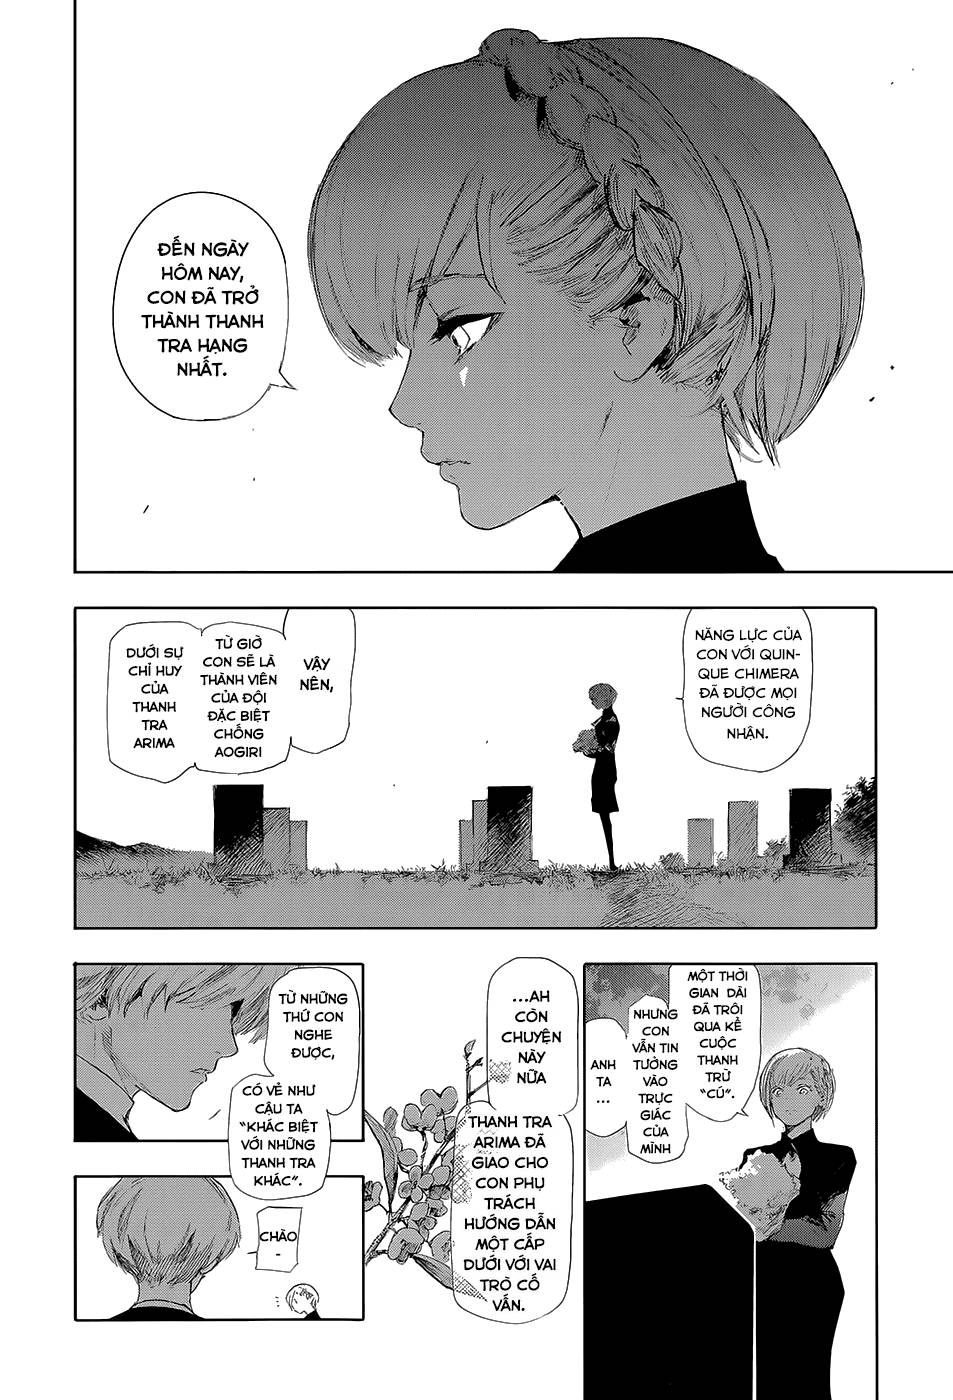 ĐẾN NGÀY
HÔM NAY,
CON ĐÃ TRỞ
THÀNH THANH
TRA HẠNG
NHẤT.
NĂNG LỰC CỦA
CON VỚI QUIN-
QUE CHIMERA
ĐÃ ĐƯỢC MỌI
NGƯỜI CÔNG
NHẬN.
VẬY
NÊN,
TỪ GIỜ
CON SẼ LÀ
THÀNH VIÊN
CỦA ĐỘI
ĐẶC BIỆT
CHỐNG
AOGIRI
DƯỚI SỰ
CHỈ HUY
CỦA
THANH
TRA
ARIMA
MỘT THỜI
GIAN DÀI
ĐÃ TRÔI
QUA KỂ
CUỘC
THANH
TRỪ
“CÚ”.
NHƯNG
CON
VẪN TIN
TƯỞNG
VÀO
TRỰC
GIÁC
CỦA
MÌNH
ANH
TA
...
...AH
CÒN
CHUYỆN
NÀY
NỮA
THANH TRA
ARIMA ĐÃ
GIAO CHO
CON PHỤ
TRÁCH
HƯỚNG DẪN
MỘT CẤP
DƯỚI VỚI VAI
TRÒ CỐ
VẤN.
TỪ NHỮNG
THỨ CON
NGHE
ĐƯỢC,
CÓ VẺ NHƯ
CẬU TA
“KHÁC BIỆT
VỚI NHỮNG
THANH TRA
KHÁC”.
CHÀO
-